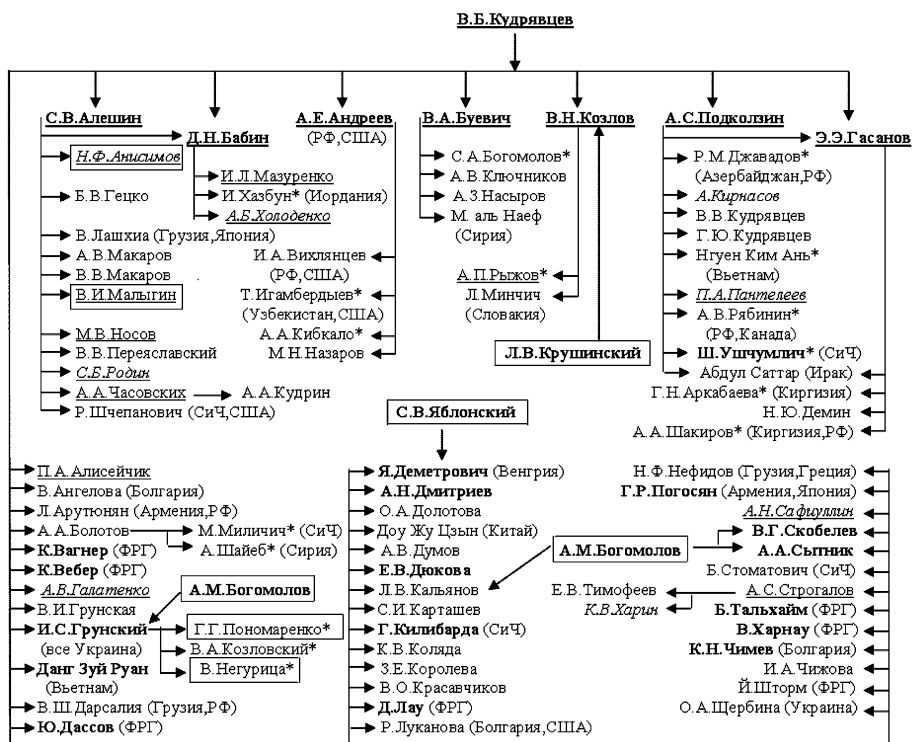 В.Б.Кудрявцев
С.В.Алешин
Д.Н.Бабин
А.Е.Андреев
(РФ,США)
В.А.Буевич
В.Н.Козлов
А.С.Подколзин
Э.Э.Гасанов
Н.Ф.Анисимов
Б.В.Гецко
В.Лашхиа (Грузия,Япония)
А.В.Макаров
В.В.Макаров
В.И.Малыгин
М.В.Носов
В.В.Переяславский
С.Б.Родин
А.А.Часовских
А.А.Кудрин
Р.Шчепанович (СиЧ,США)
И.Л.Мазуренко
И.Хазбун* (Иордания)
А.Б.Холоденко
И.А.Вихлянцев
(РФ,США)
Т.Игамбердыев*
(Узбекистан,США)
А.А.Кибкало*
М.Н.Назаров
С.А.Богомолов*
А.В.Ключников
А.З.Насыров
М. аль Наеф
(Сирия)
А.П.Рыжов*
Л.Минчич
(Словакия)
Л.В.Крушинский
Р.М.Джавадов*
(Азербайджан,РФ)
А.Кирнасов
В.В.Кудрявцев
Г.Ю.Кудрявцев
Нгуен Ким Ань*
(Вьетнам)
П.А.Пантелеев
А.В.Рябинин*
(РФ,Канада)
Ш.Ушчумлич* (СиЧ)
Абдул Саттар (Ирак)
Г.Н.Аркабаева* (Киргизия)
Н.Ю.Демин
А.А.Шакиров* (Киргизия,РФ)
С.В.Яблонский
П.А.Алисейчик
В.Ангелова (Болгария)
Л.Арутюнян (Армения,РФ)
А.А.Болотов
М.Миличич* (СиЧ)
А.Шайеб* (Сирия)
К.Вагнер (ФРГ)
К.Вебер (ФРГ)
А.В.Галатенко
А.М.Богомолов
В.И.Грунская
И.С.Грунский
(все Украина)
Г.Г.Пономаренко*
В.А.Козловский*
В.Негурица*
Данг Зуй Руан
(Вьетнам)
В.Ш.Дарсалия (Грузия,РФ)
Ю.Дассов (ФРГ)
Я.Деметрович (Венгрия)
А.Н.Дмитриев
О.А.Долотова
Доу Жу Цзын (Китай)
А.В.Думов
Е.В.Дюкова
Л.В.Кальянов
С.И.Карташев
Г.Килибарда (СиЧ)
К.В.Коляда
З.Е.Королева
В.О.Красавчиков
Д.Лау (ФРГ)
Р.Луканова (Болгария,США)
А.М.Богомолов
Н.Ф.Нефидов (Грузия,Греция)
Г.Р.Погосян (Армения,Япония)
А.Н.Сафиуллин
В.Г.Скобелев
А.А.Сытник
Б.Стоматович (СиЧ)
Е.В.Тимофеев
А.С.Строгалов
К.В.Харин
Б.Тальхайм (ФРГ)
В.Харнау (ФРГ)
К.Н.Чимев (Болгария)
И.А.Чижова
Й.Шторм (ФРГ)
О.А.Щербина (Украина)